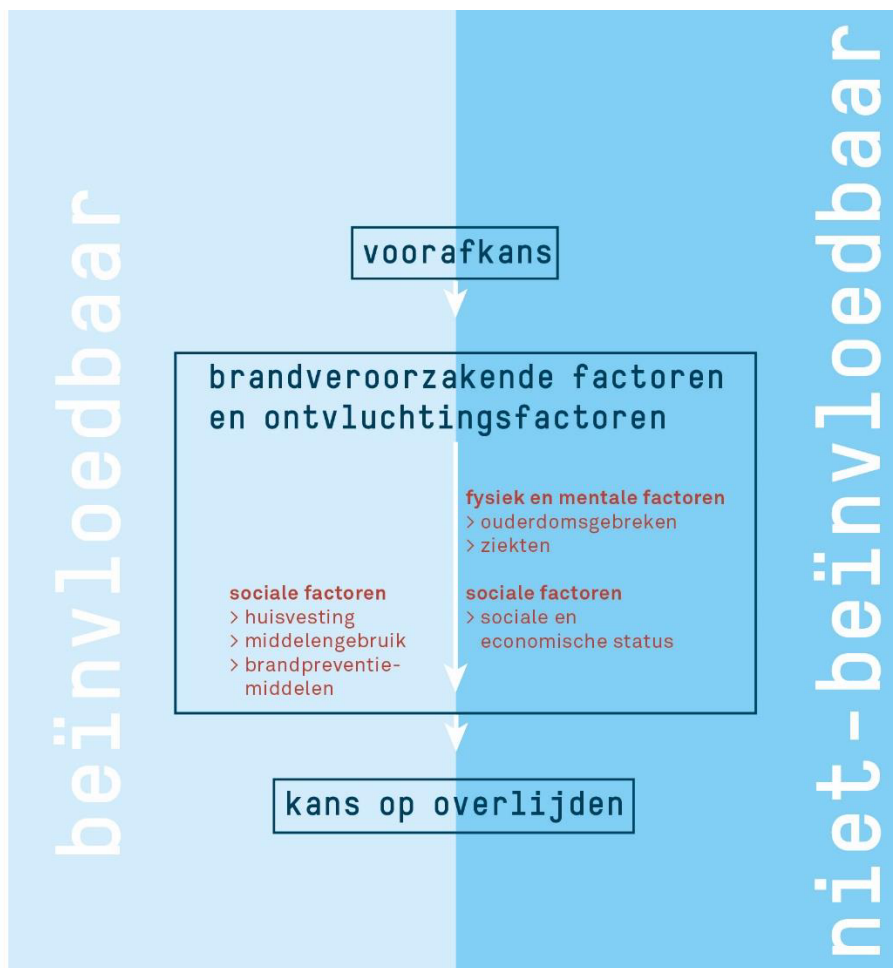 beïnvloedbaar
niet-beïnvloedbaar
voorafkans
brandveroorzakende factoren
en ontvluchtingsfactoren
fysiek en mentale factoren
> ouderdomsgebreken
> ziekten
sociale factoren
> huisvesting
> middelengebruik
> brandpreventie-
middelen
sociale factoren
> sociale en
economische status
kans op overlijden